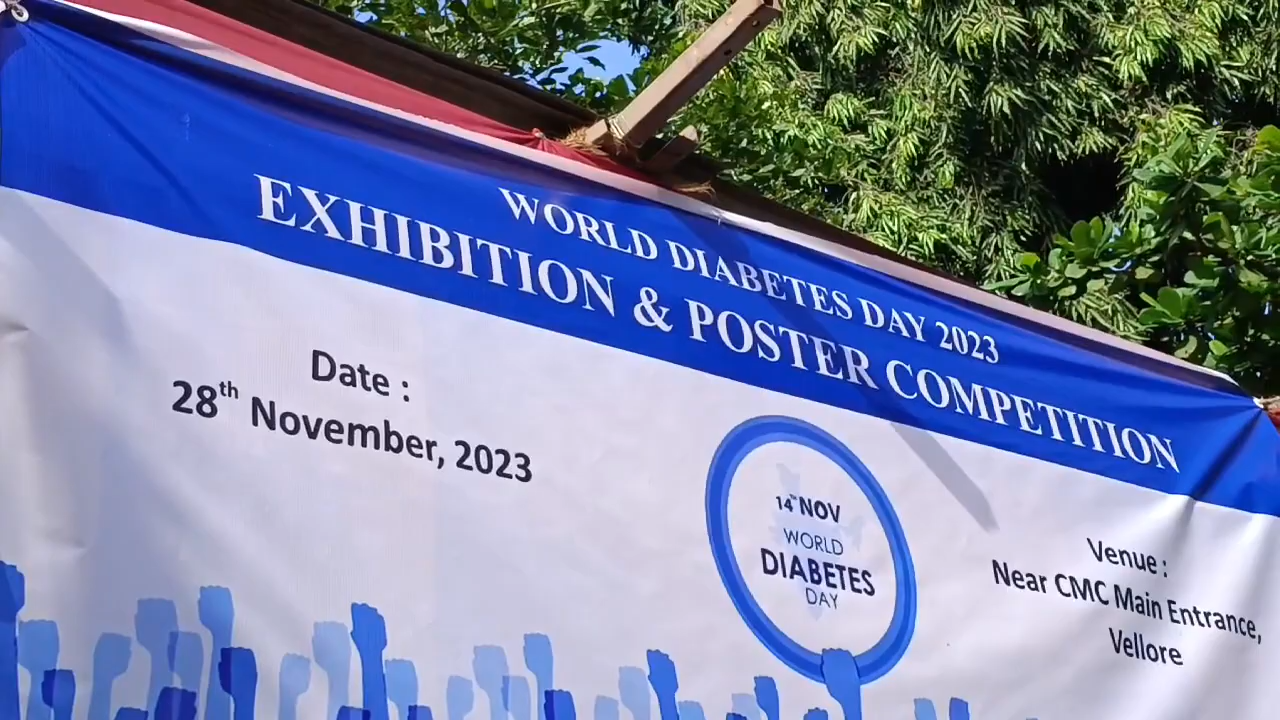 WORLD DIABETES DAY 2023
EXHIBITION & POSTER COMPETITION
Date :
28th November, 2023
14TH NOV
WORLD
DIABETES
DAY
Venue :
Near CMC Main Entrance,
Vellore